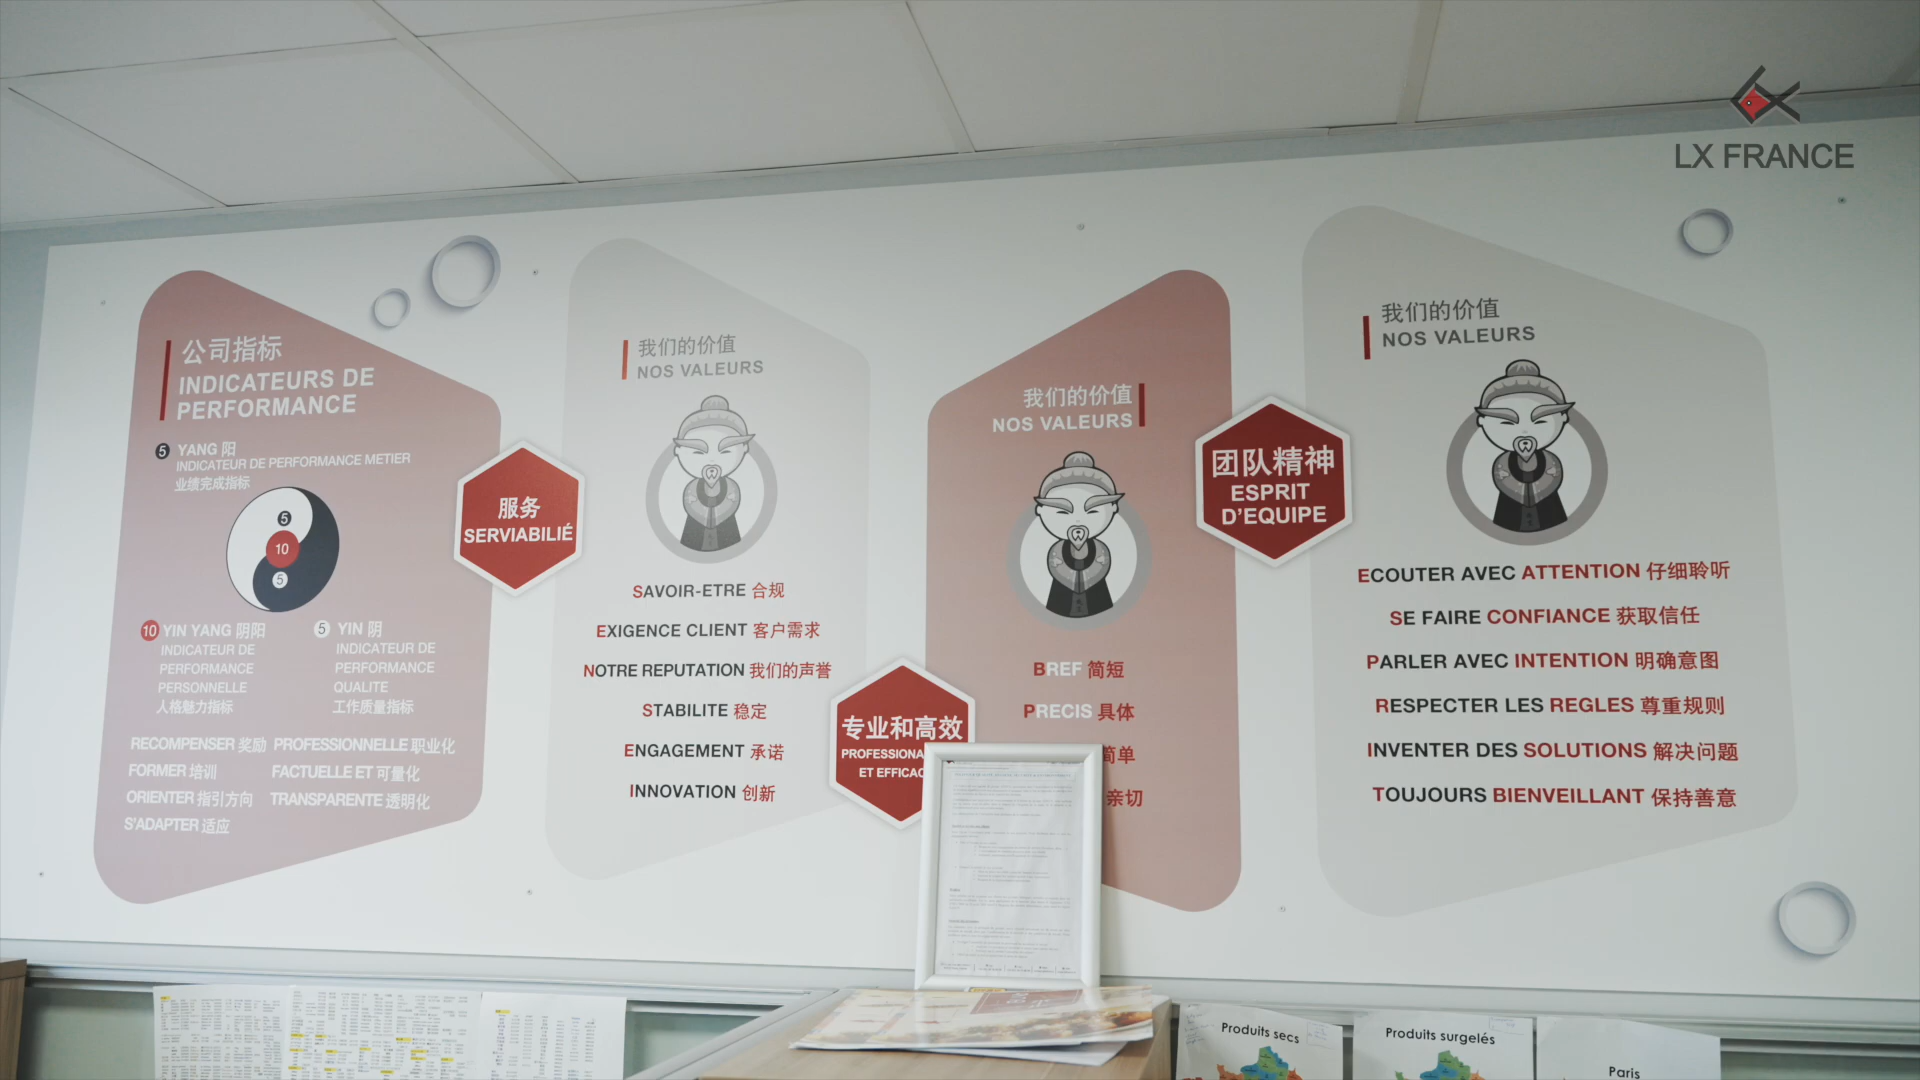 LX FRANCE
公司指标
INDICATEURS DE
PERFORMANCE
5 YANG 阳
INDICATEUR DE PERFORMANCE METIER
业绩完成指标
5
10
5
10 YIN YANG 阴阳
INDICATEUR DE
PERFORMANCE
PERSONNELLE
人格魅力指标
5 YIN 阴
INDICATEUR DE
PERFORMANCE
QUALITE
工作质量指标
RECOMPENSER 奖励
FORMER 培训
ORIENTER 指引方向
S'ADAPTER 适应
PROFESSIONNELLE 职业化
FACTUELLE ET 可量化
TRANSPARENTE 透明化
服务
SERVIABILIÉ
我们的价值
NOS VALEURS
SAVOIR-ETRE 合规
EXIGENCE CLIENT 客户需求
NOTRE REPUTATION 我们的声誉
STABILITE 稳定
ENGAGEMENT 承诺
INNOVATION 创新
专业和高效
PROFESSIONA
ET EFFICAC
我们的价值
NOS VALEURS
BREF 简短
PRECIS 具体
简单
亲切
团队精神
ESPRIT
D'EQUIPE
我们的价值
NOS VALEURS
ECOUTER AVEC ATTENTION 仔细聆听
SE FAIRE CONFIANCE 获取信任
PARLER AVEC INTENTION 明确意图
RESPECTER LES REGLES 尊重规则
INVENTER DES SOLUTIONS 解决问题
TOUJOURS BIENVEILLANT 保持善意
Produits secs
Produits surgelés
Paris